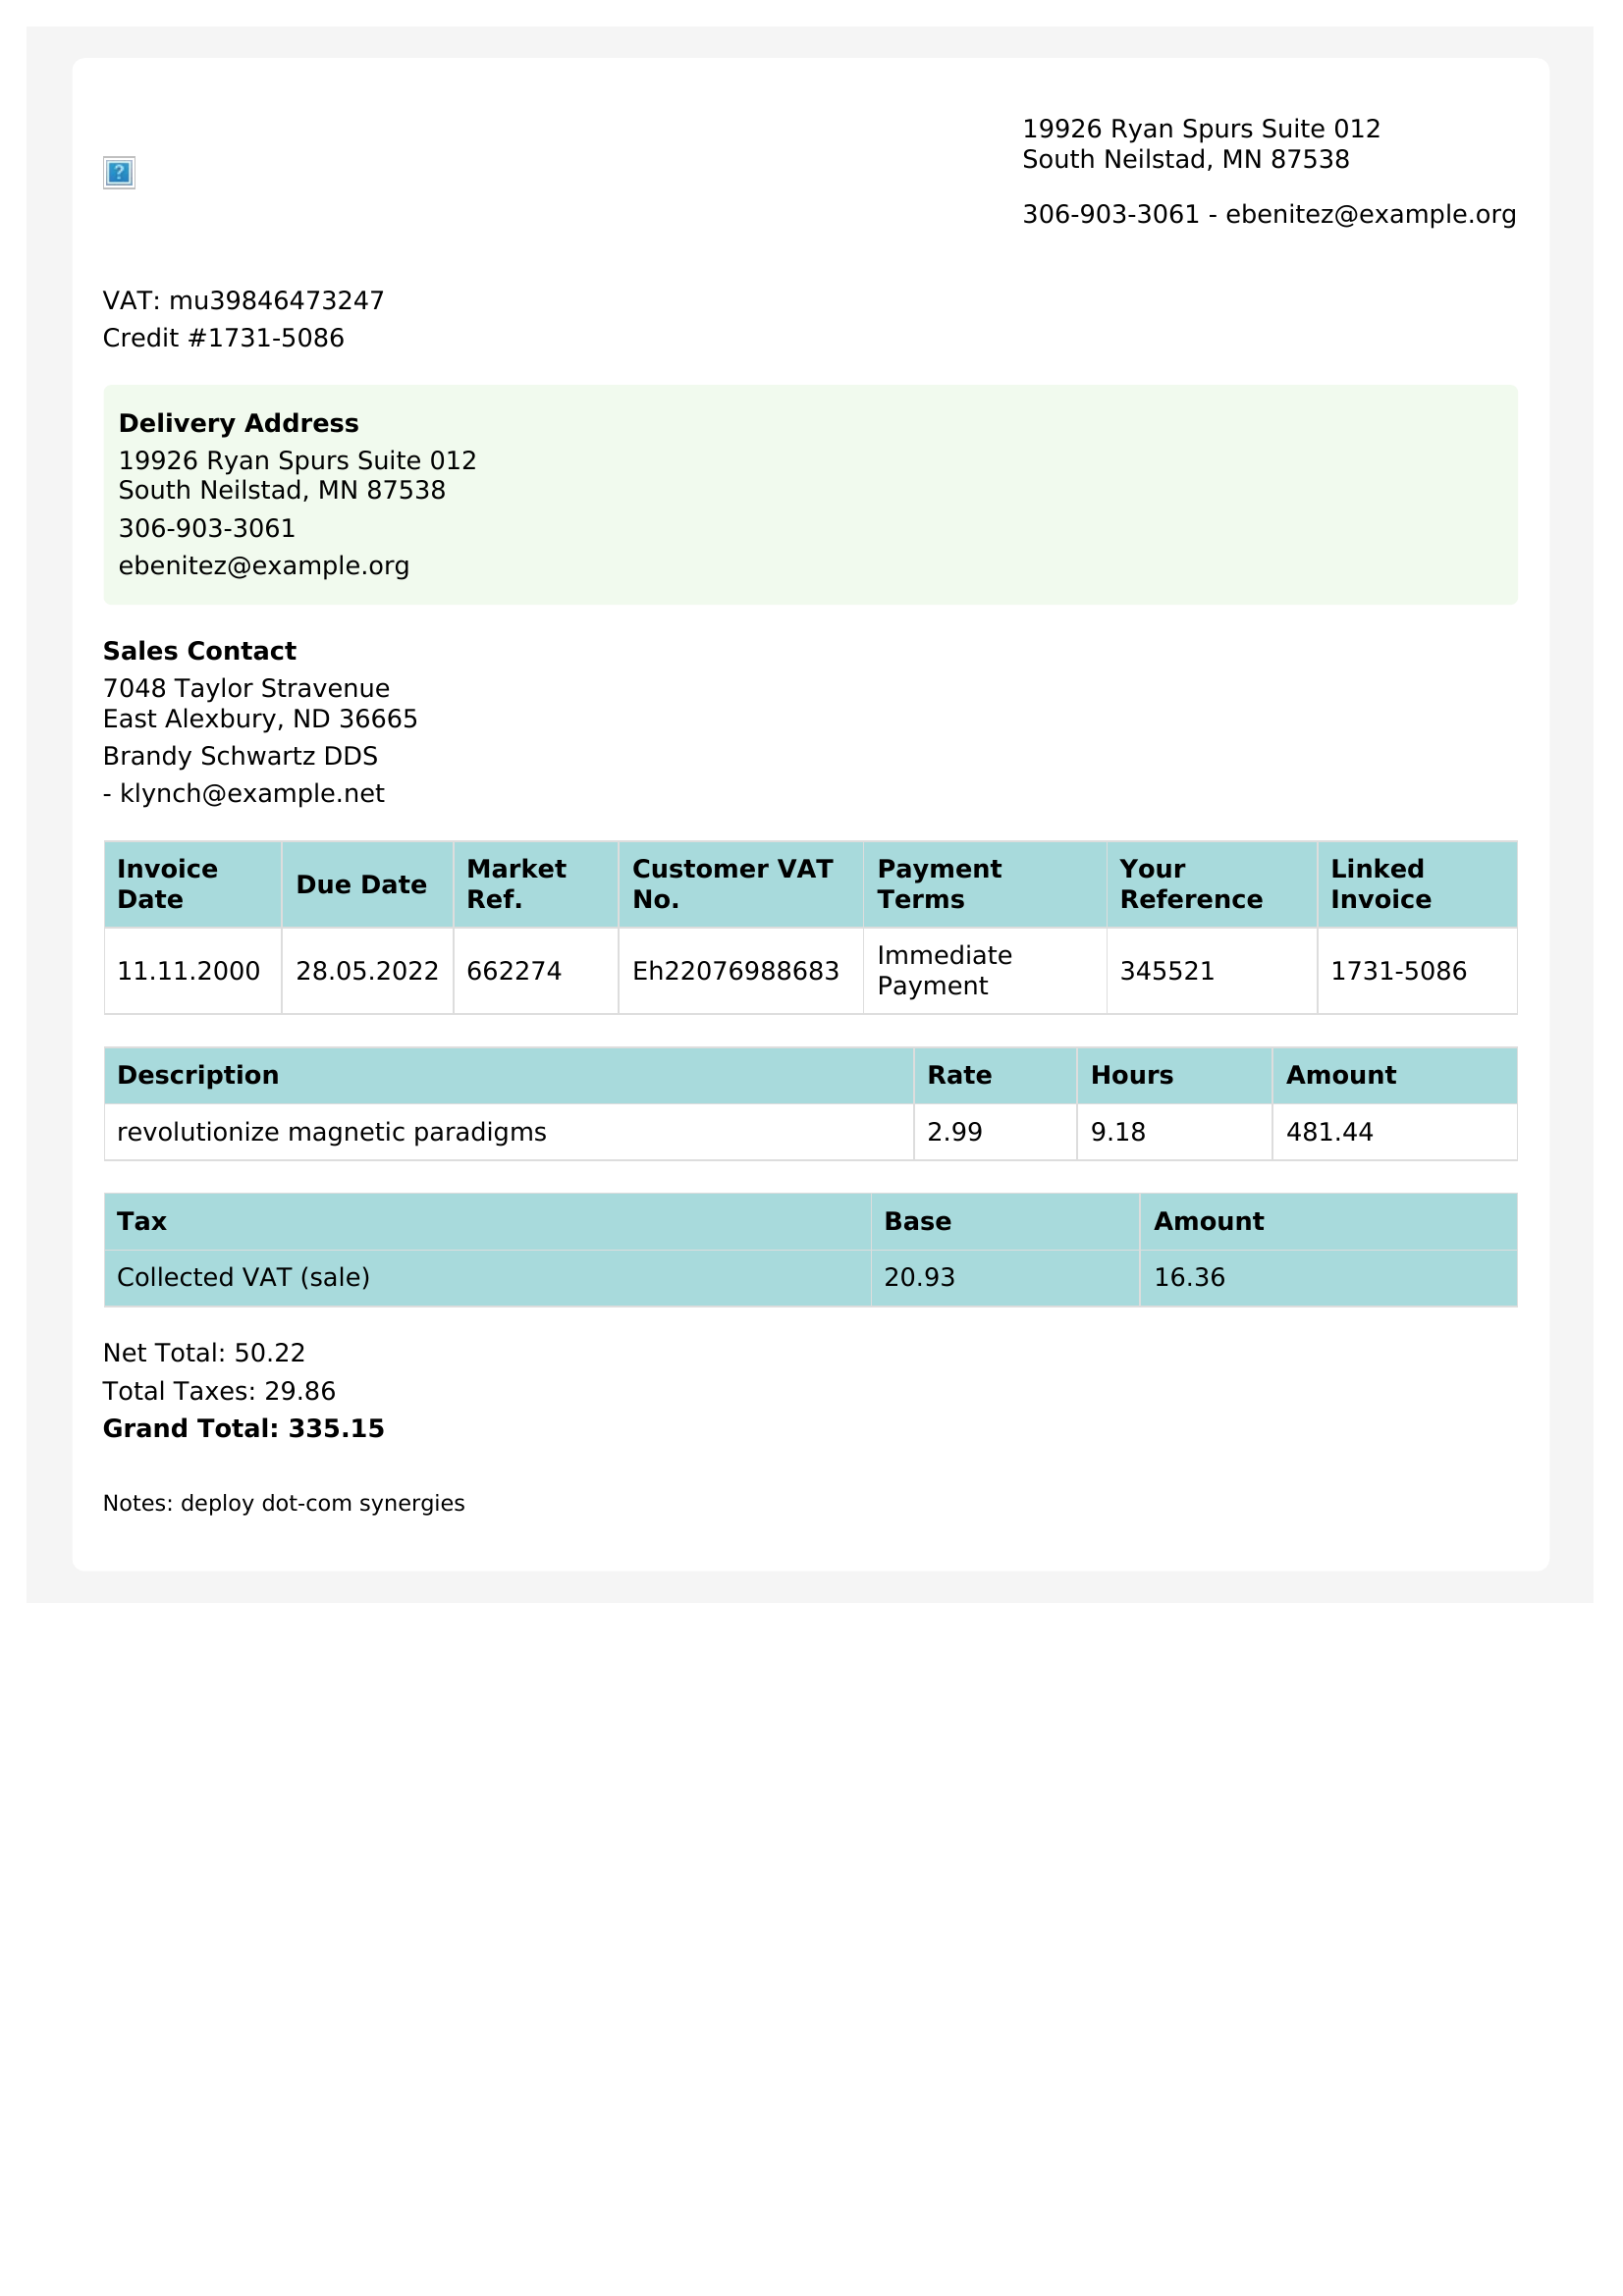 19926 Ryan Spurs Suite 012
South Neilstad, MN 87538
306-903-3061 - ebenitez@example.org
VAT: mu39846473247
Credit #1731-5086
Delivery Address
19926 Ryan Spurs Suite 012
South Neilstad, MN 87538
306-903-3061
ebenitez@example.org
Sales Contact
7048 Taylor Stravenue
East Alexbury, ND 36665
Brandy Schwartz DDS
- klynch@example.net
Invoice Date Due Date Market Ref. Customer VAT No. Payment Terms Your Reference Linked Invoice
11.11.2000 28.05.2022 662274 Eh22076988683 Immediate Payment 345521 1731-5086
Description Rate Hours Amount
revolutionize magnetic paradigms 2.99 9.18 481.44
Tax Base Amount
Collected VAT (sale) 20.93 16.36
Net Total: 50.22
Total Taxes: 29.86
Grand Total: 335.15
Notes: deploy dot-com synergies